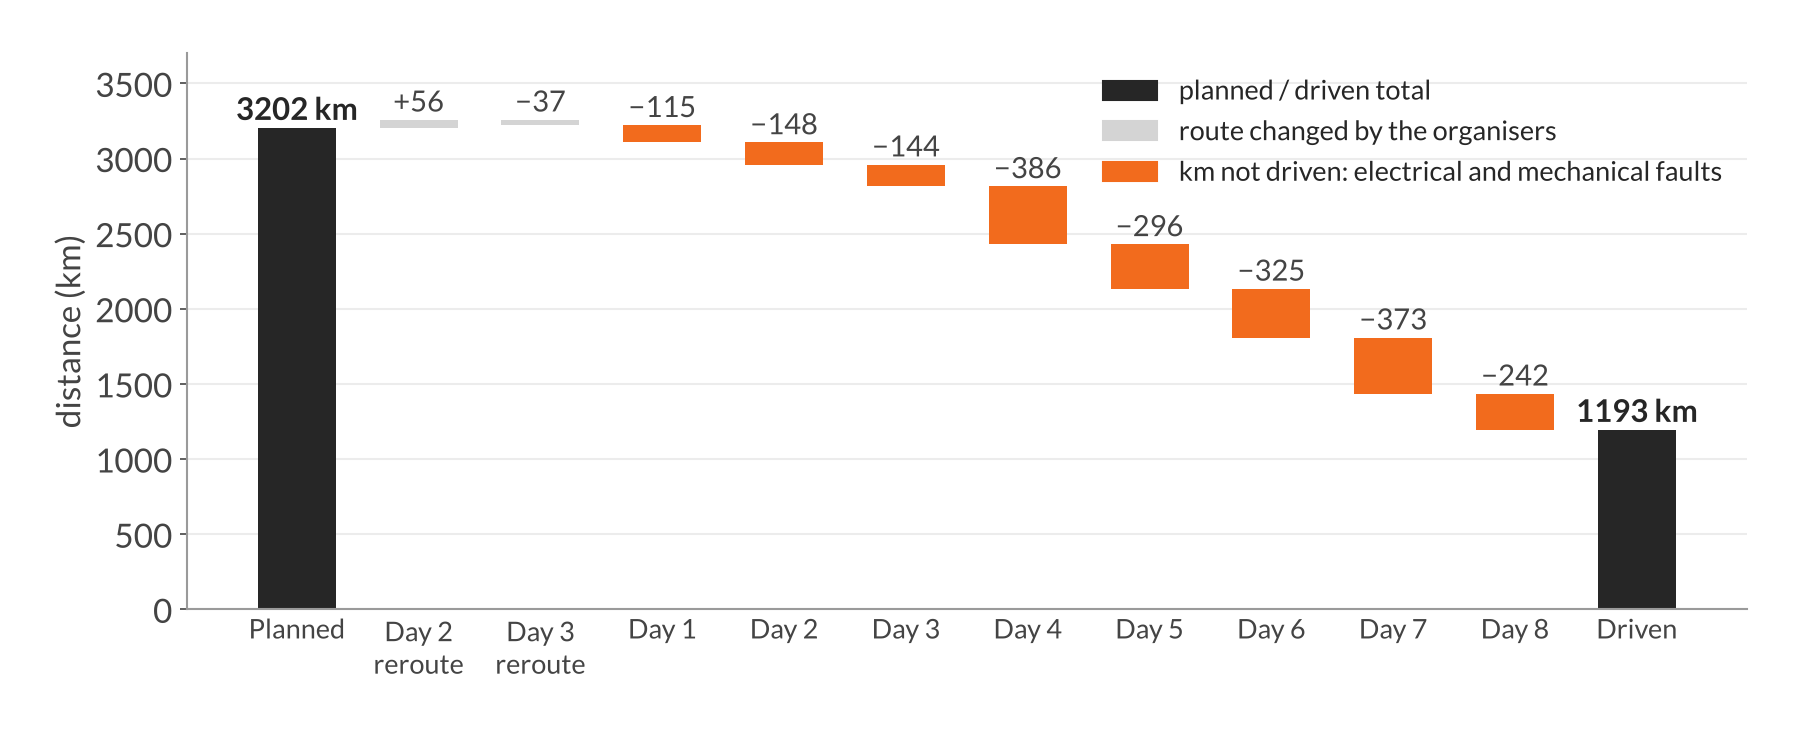 3500
3000
2500
2000
1500
1000
500
0
distance (km)
3202 km
+56
−37
−115
−148
−144
−386
−296
−325
−373
−242
1193 km
planned / driven total
route changed by the organisers
km not driven: electrical and mechanical faults
Planned
Day 2
reroute
Day 3
reroute
Day 1
Day 2
Day 3
Day 4
Day 5
Day 6
Day 7
Day 8
Driven